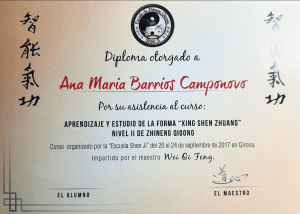 智能氣功
智能氣功
Diploma otorgado a
Ana María Barrios Camponovo
Por su asistencia al curso:
APRENDIZAJE Y ESTUDIO DE LA FORMA "XING SHEN ZHUANG"
NIVEL II DE ZHINENG QIGONG
Curso organizado por la "Escuela Shen Ji" del 20 al 24 de septiembre de 2017 en Girona.
Impartido por el maestro Wei Qi Feng.
EL ALUMNO
EL MAESTRO